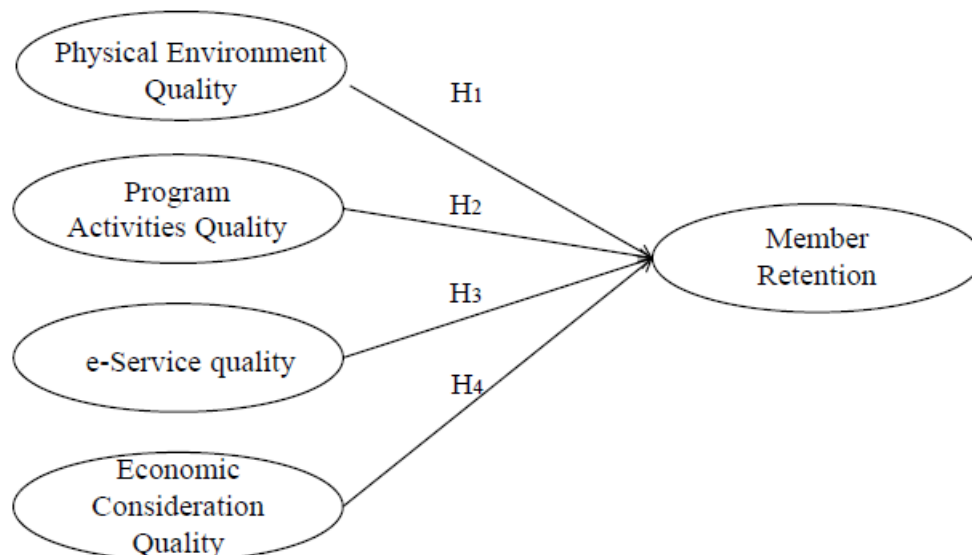 Physical Environment
Quality
H1
Program
Activities Quality
H2
Member
Retention
H3
e-Service quality
H4
Economic
Consideration
Quality